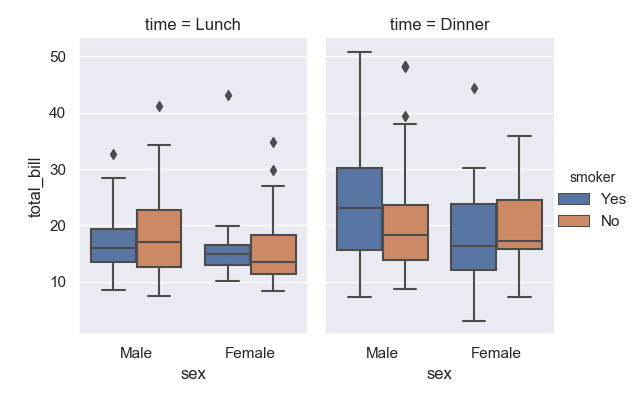 time = Lunch
time = Dinner
total_bill
50
40
30
20
10
Male
Female
Male
Female
sex
sex
smoker
Yes
No